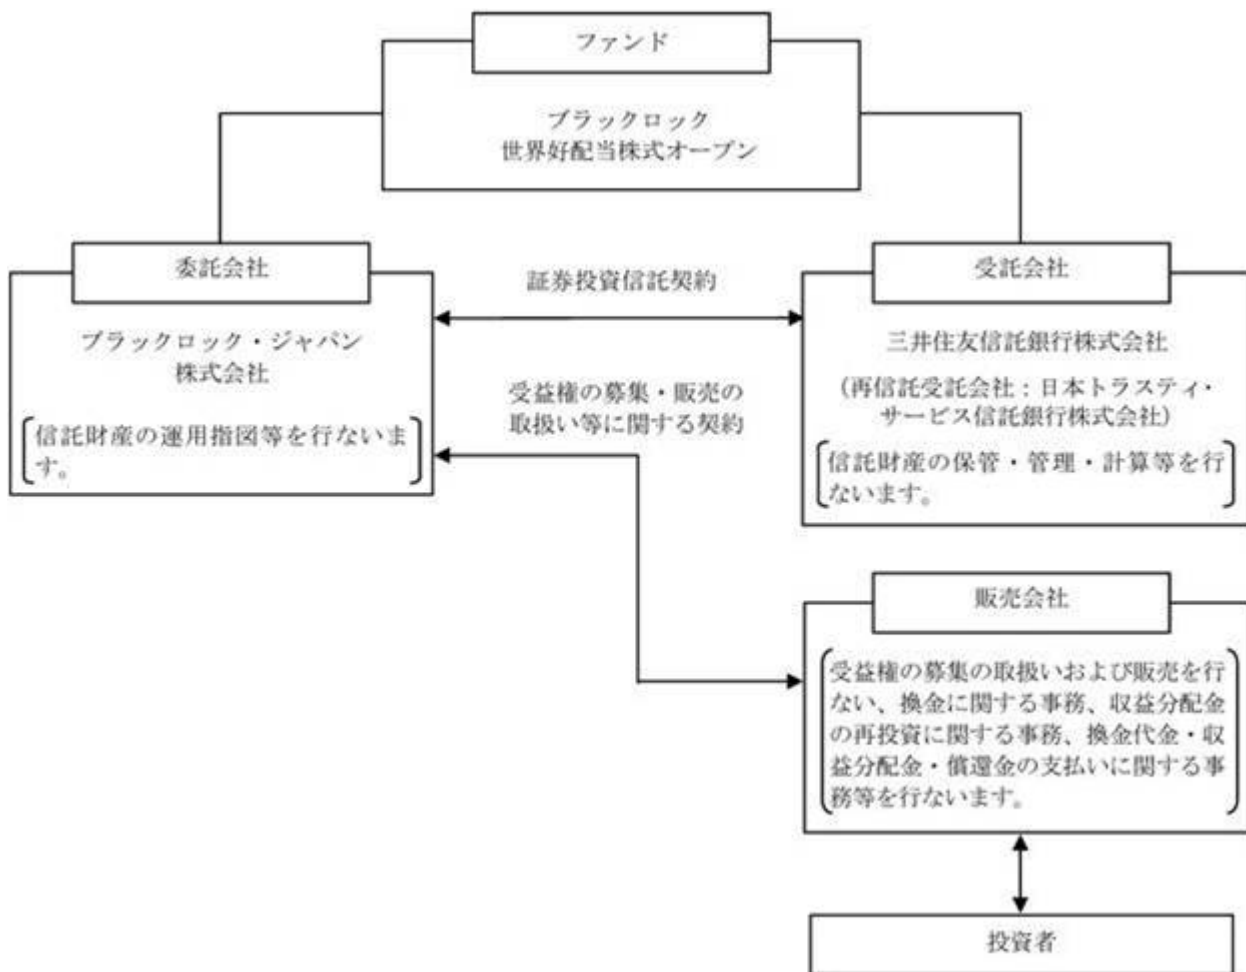 ファンド
ブラックロック
世界好配当株式オープン
委託会社
ブラックロック・ジャパン
株式会社
信託財産の運用指図等を行ないま
す。
証券投資信託契約
受益権の募集・販売の
取扱い等に関する契約
受託会社
三井住友信託銀行株式会社
(再信託受託会社:日本トラスティ・
サービス信託銀行株式会社)
信託財産の保管・管理・計算等を行
ないます。
販売会社
受益権の募集の取扱いおよび販売を行
ない、換金に関する事務、収益分配金
の再投資に関する事務、換金代金・収
益分配金・償還金の支払いに関する事
務等を行ないます。
投資者